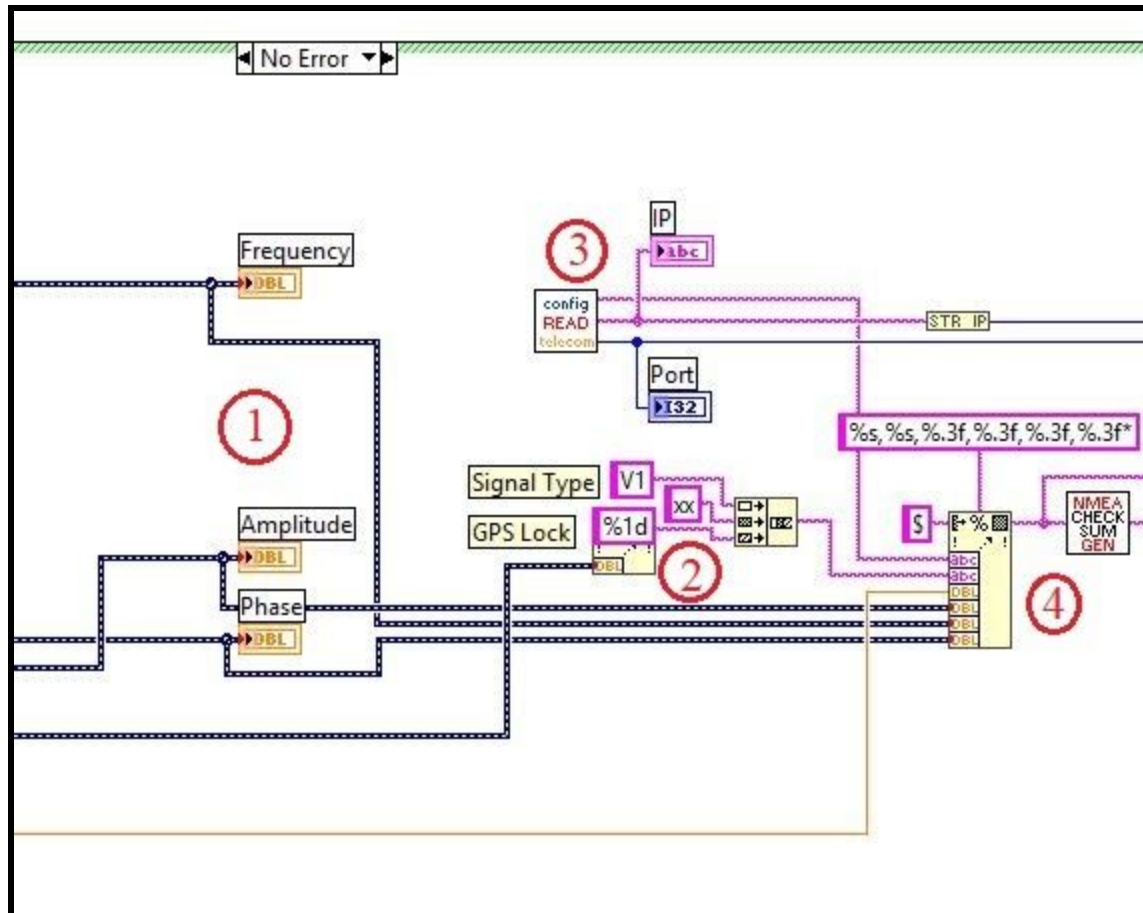 No Error
IP
abc
3
Frequency
DBL
config
READ
telecom
STR IP
Port
I32
1
%s,%s,%.3f,%.3f,%.3f,%.3f*
Signal Type
V1
xx
Amplitude
DBL
GPS Lock
%1d
DBL
2
$
%
NMEA
CHECK
SUM
GEN
abc
abc
DBL
DBL
DBL
DBL
4
Phase
DBL